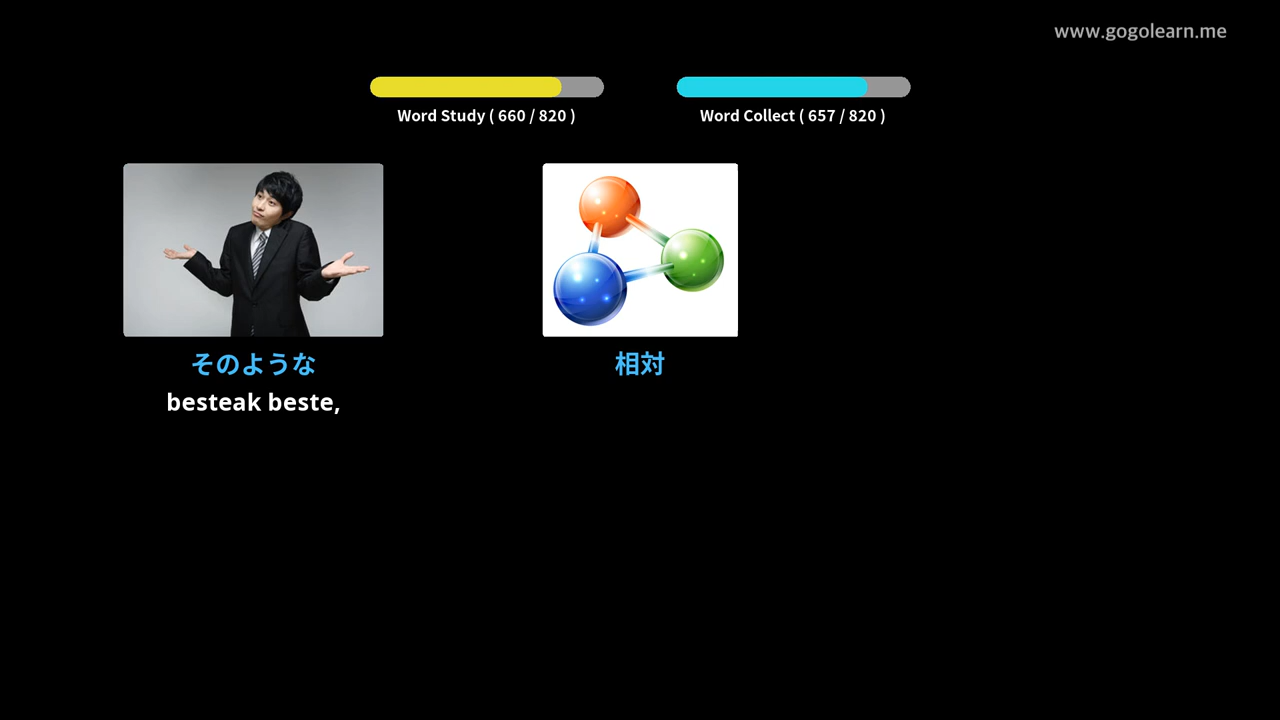 www.gogolearn.me
Word Study ( 660 / 820 )
Word Collect ( 657 / 820 )
そのような
besteak beste,
相対